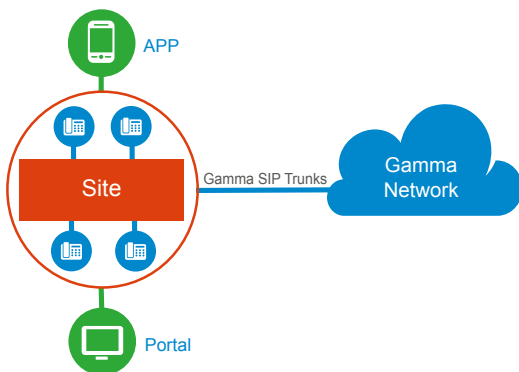 APP
Site
Gamma SIP Trunks
Gamma
Network
Portal